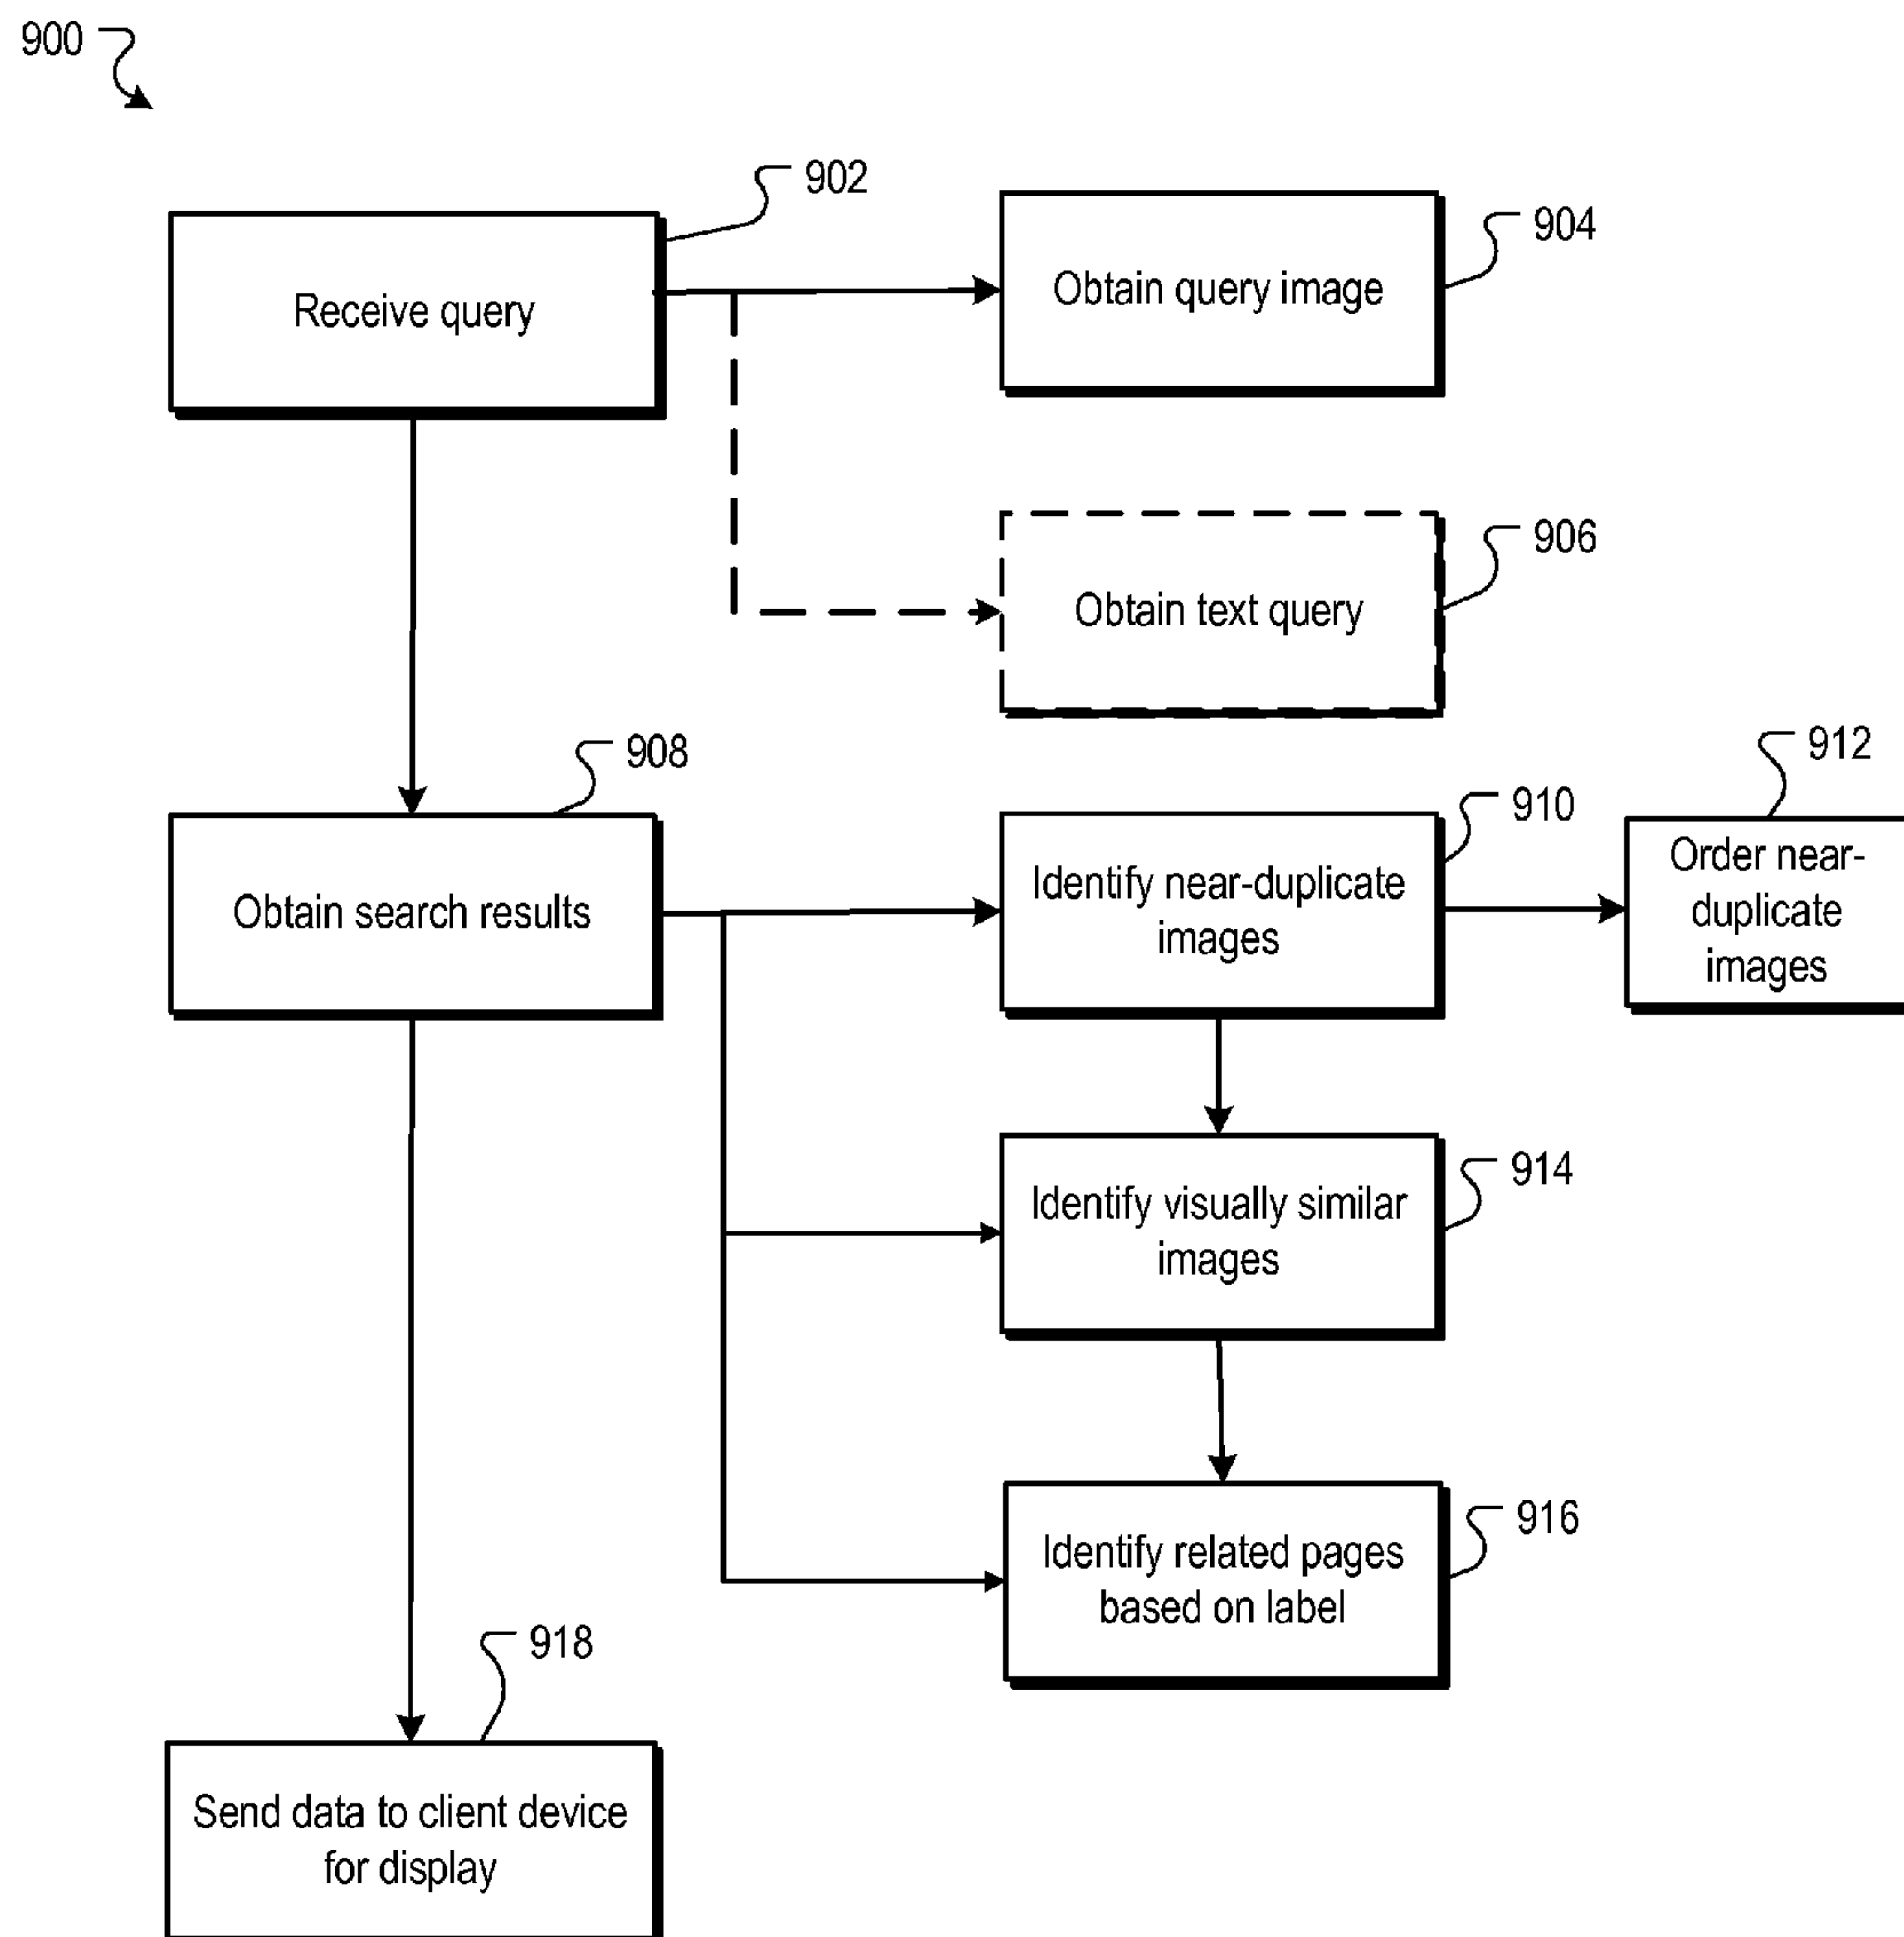 900
902
Receive query
904
Obtain query image
906
Obtain text query
908
Obtain search results
910
Identify near-duplicate
images
912
Order near-
duplicate
images
914
Identify visually similar
images
916
Identify related pages
based on label
918
Send data to client device
for display